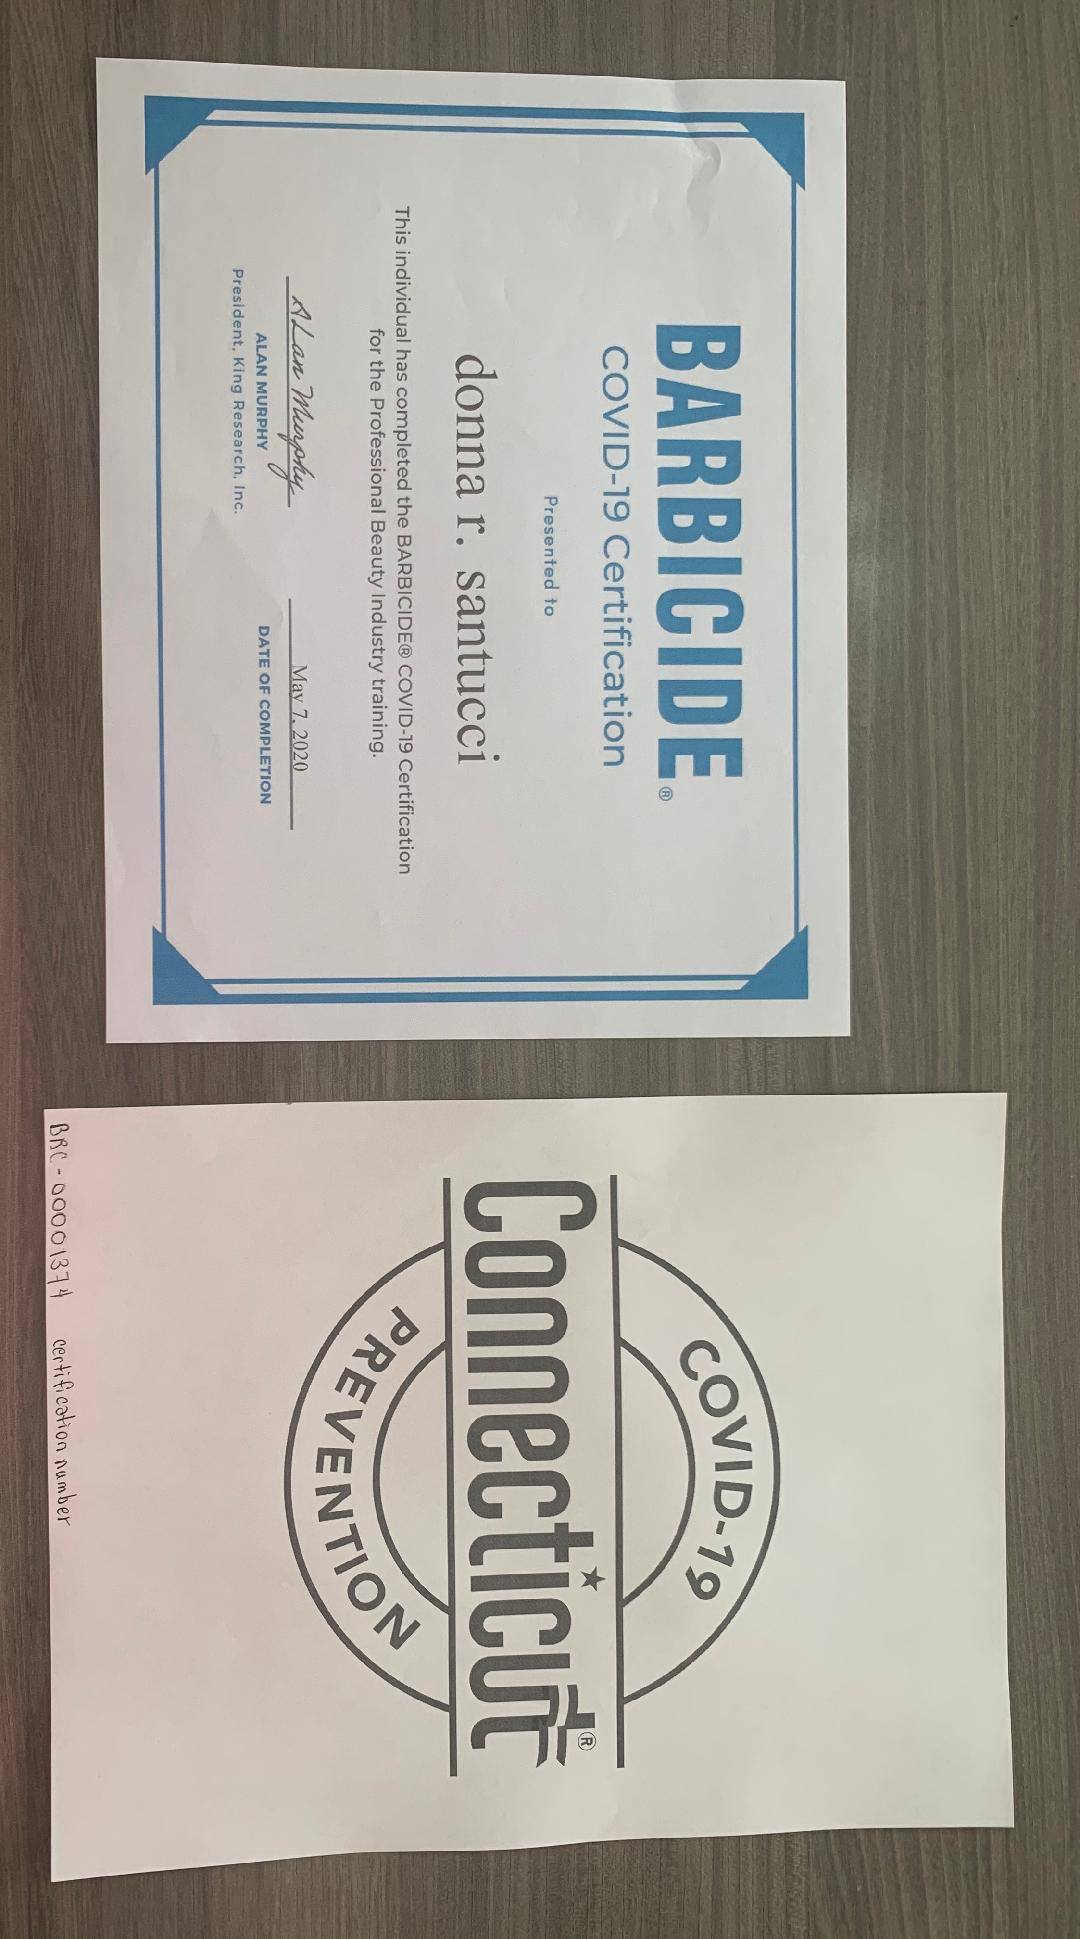 BARBICIDE®
COVID-19 Certification
Presented to
donna r. santucci
This individual has completed the BARBICIDE® COVID-19 Certification
for the Professional Beauty Industry training.
ALan Murphy
ALAN MURPHY
President, King Research, Inc.
May 7, 2020
DATE OF COMPLETION
COVID-19
Connecticut®
PREVENTION
BRC-00001374 certification number